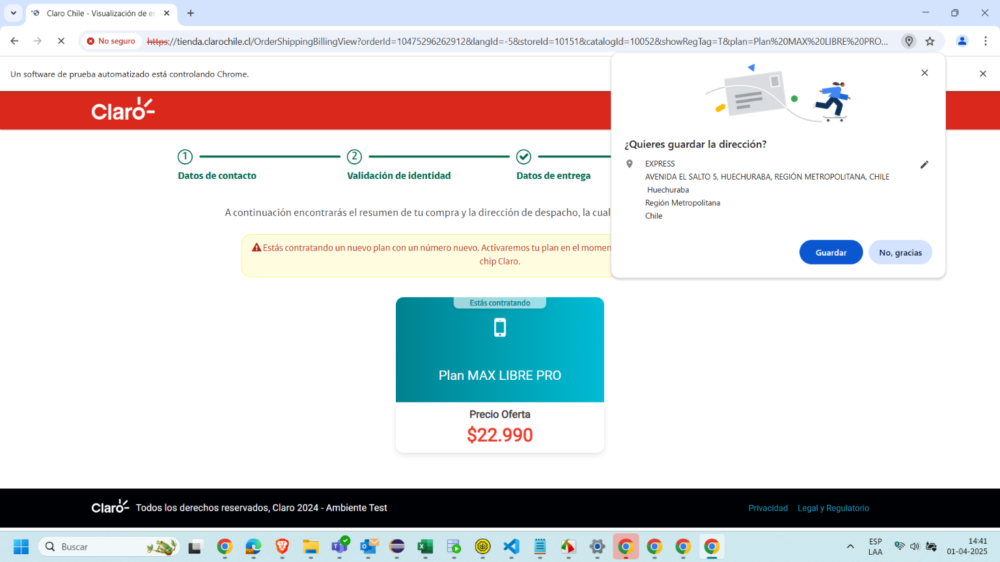 Claro Chile - Visualización de e
No seguro
https://tienda.clarochile.cl/OrderShippingBillingView?orderId=104752962629​12&langId=-5&storeId=10151&catalogId=10052&showRegTag=T&plan=Plan%20MAX%20LIBRE%20PRO...
Un software de prueba automatizado está controlando Chrome.
Claro
1
2
Datos de contacto
Validación de identidad
Datos de entrega
A continuación encontrarás el resumen de tu compra y la dirección de despacho, la cual
Estás contratando un nuevo plan con un número nuevo. Activaremos tu plan en el momen
chip Claro.
¿Quieres guardar la dirección?
EXPRESS
AVENIDA EL SALTO 5, HUECHURABA, REGIÓN METROPOLITANA, CHILE
Huechuraba
Región Metropolitana
Chile
Guardar
No, gracias
Estás contratando
Plan MAX LIBRE PRO
Precio Oferta
$22.990
Claro
Todos los derechos reservados, Claro 2024 - Ambiente Test
Privacidad
Legal y Regulatorio
Buscar
ESP
LAA
14:41
01-04-2025